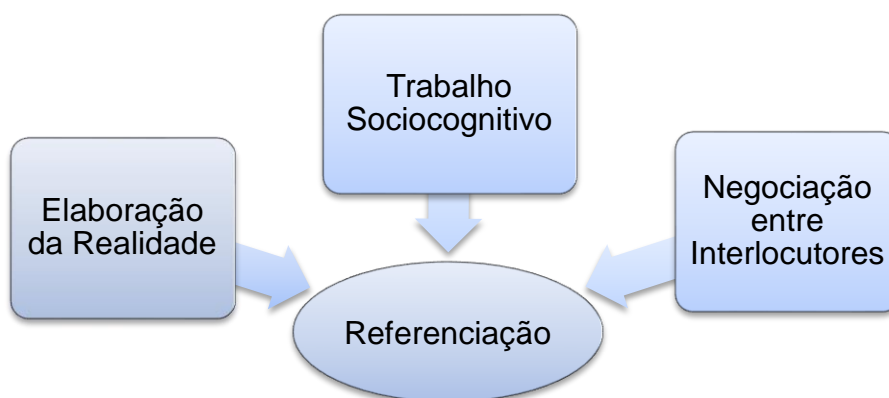 Trabalho
Sociocognitivo
Elaboração
da Realidade
Negociação
entre
Interlocutores
Referenciação